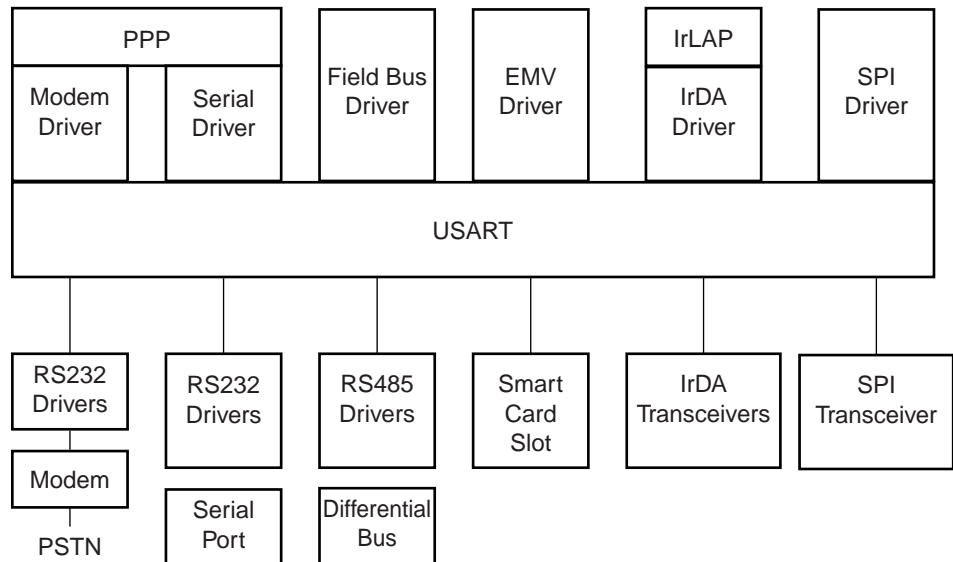 PPP
Modem
Driver
Serial
Driver
Field Bus
Driver
EMV
Driver
IrLAP
IrDA
Driver
SPI
Driver
USART
RS232
Drivers
Modem
PSTN
RS232
Drivers
Serial
Port
RS485
Drivers
Differential
Bus
Smart
Card
Slot
IrDA
Transceivers
SPI
Transceiver